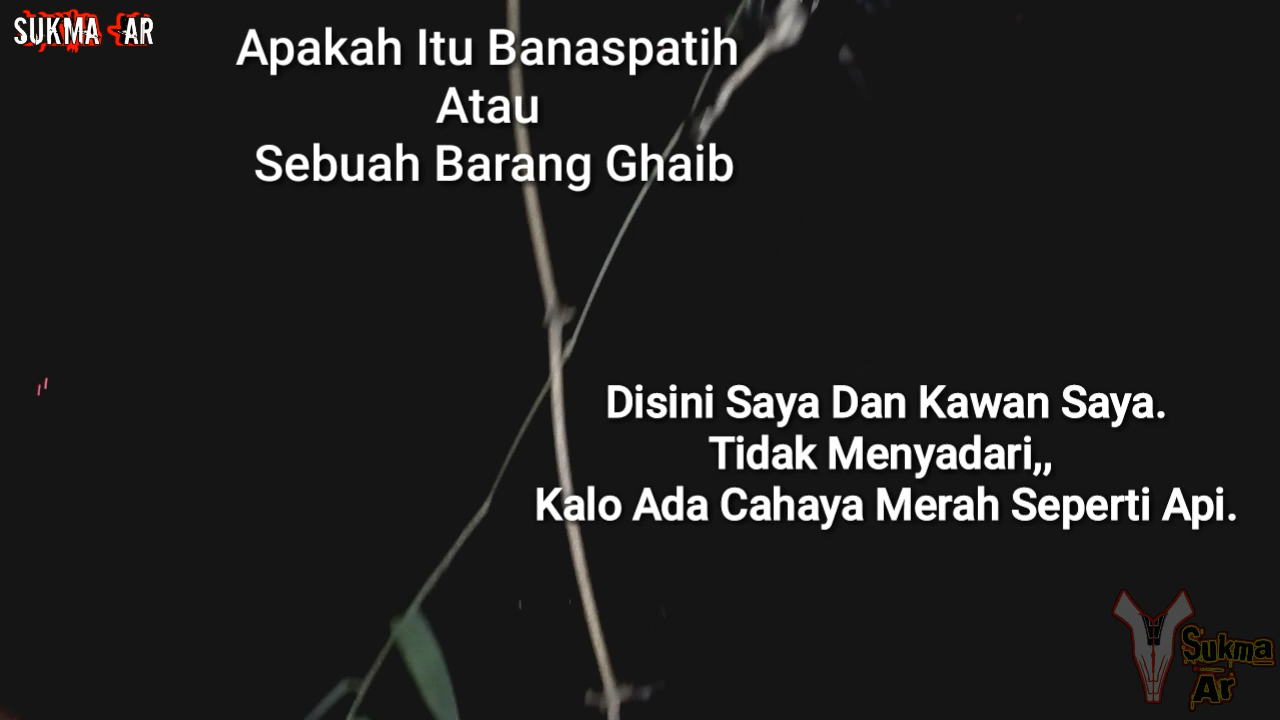 SUKMA AR
Apakah Itu Banaspatih
Atau
Sebuah Barang Ghaib
Disini Saya Dan Kawan Saya.
Tidak Menyadari,,
Kalo Ada Cahaya Merah Seperti Api.
Sukma
Ar